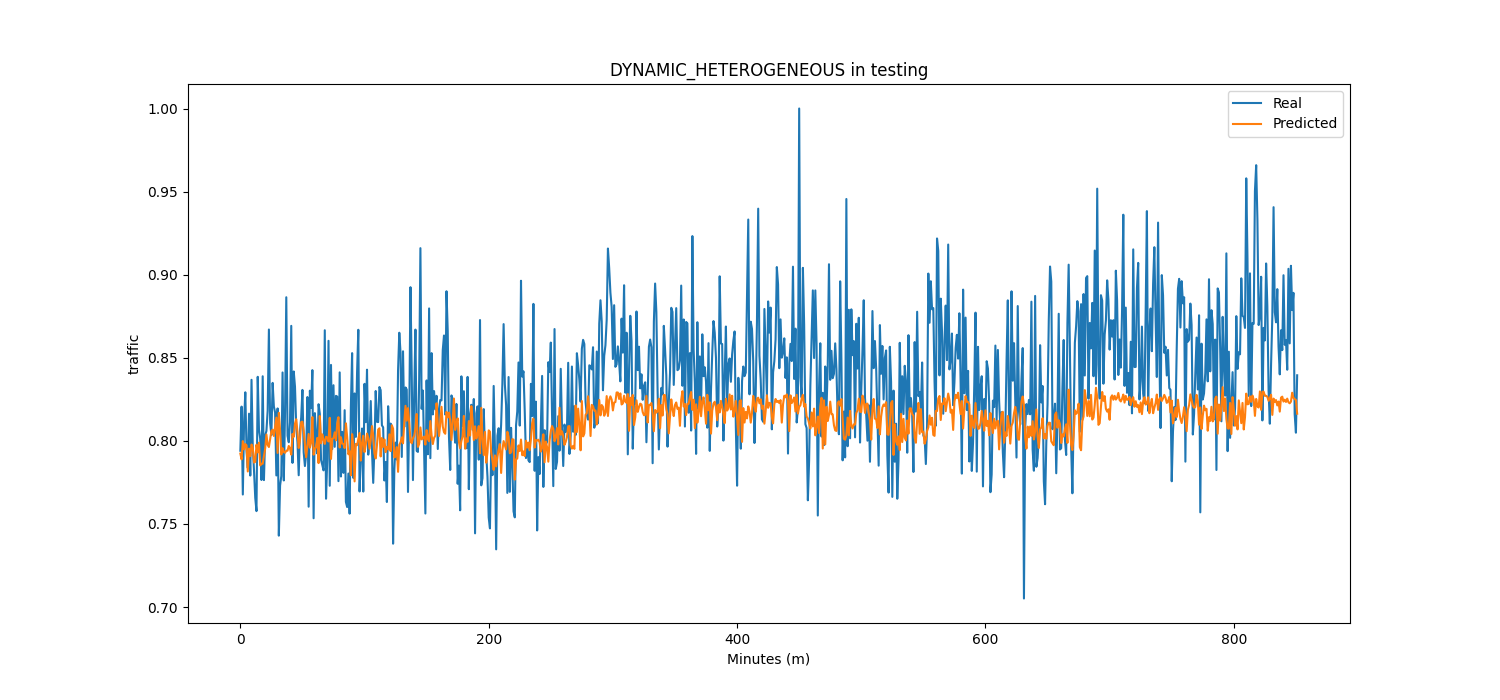 DYNAMIC_HETEROGENEOUS in testing
Real
Predicted
1.00
0.95
0.90
0.85
0.80
0.75
0.70
traffic
0 200 400 600 800
Minutes (m)